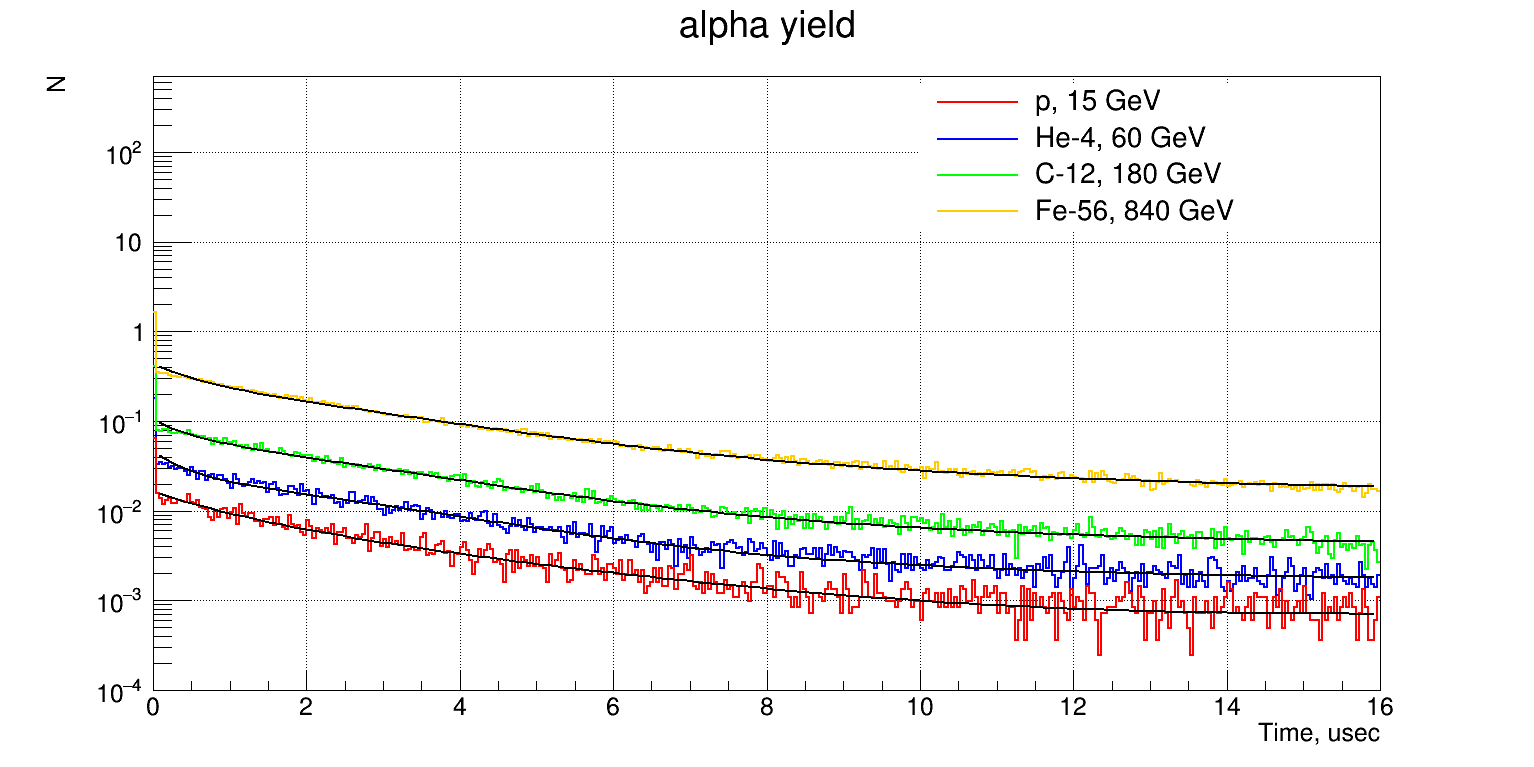 alpha yield
N
p, 15 GeV
He-4, 60 GeV
C-12, 180 GeV
Fe-56, 840 GeV
10²
10
1
10⁻¹
10⁻²
10⁻³
10⁻⁴
0 2 4 6 8 10 12 14 16
Time, usec